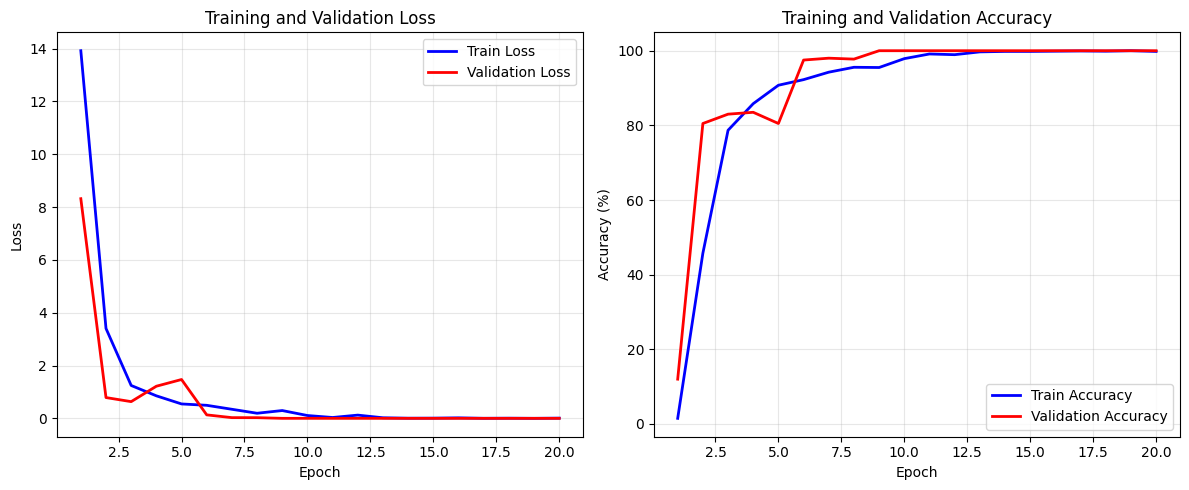 Training and Validation Loss
14
12
10
8
6
4
2
0
Loss
2.5 5.0 7.5 10.0 12.5 15.0 17.5 20.0
Epoch
Train Loss
Validation Loss
Training and Validation Accuracy
100
80
60
40
20
0
Accuracy (%)
2.5 5.0 7.5 10.0 12.5 15.0 17.5 20.0
Epoch
Train Accuracy
Validation Accuracy